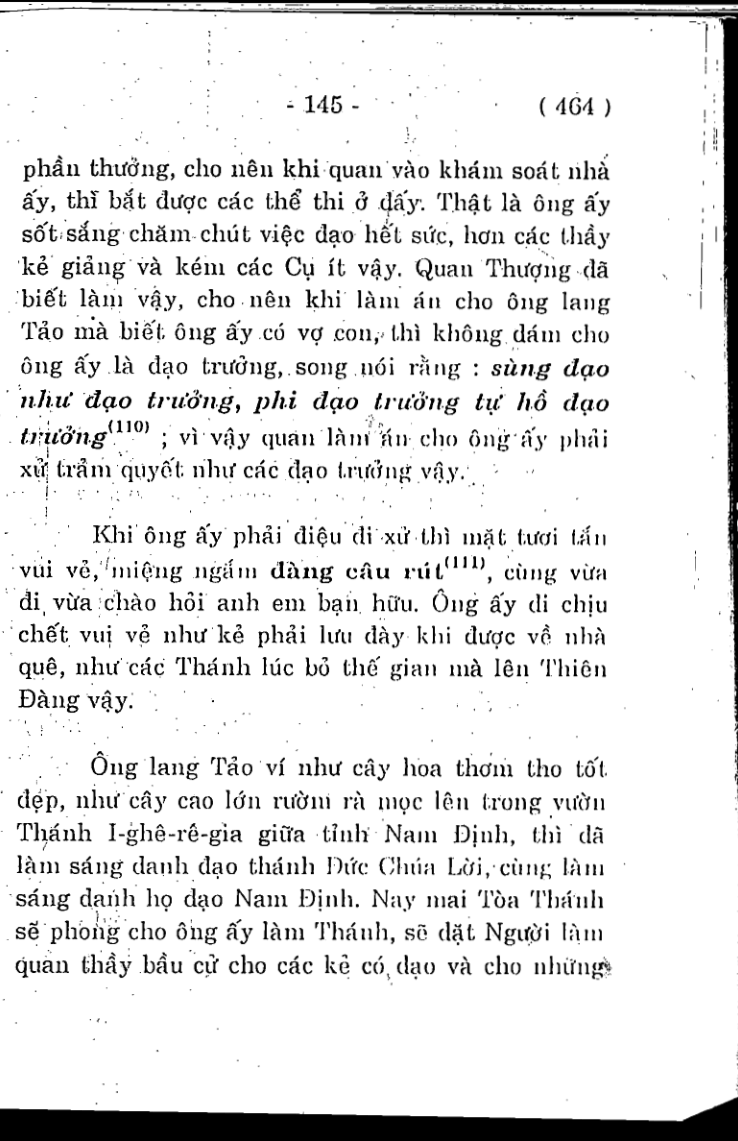 - 145 -
( 464 )
phần thưởng, cho nên khi quan vào khám soát nhà
ấy, thì bắt được các thể thi ở đấy. Thật là ông ấy
sốt sắng chăm chút việc đạo hết sức, hơn các thầy
kẻ giảng và kém các Cụ ít vậy. Quan Thượng đã
biết làm vậy, cho nên khi làm án cho ông lang
Tảo mà biết ông ấy có vợ con, thì không dám cho
ông ấy là đạo trưởng, song nói rằng : sùng đạo
như đạo trưởng, phi đạo trưởng tự hồ đạo
trưởng(110) ; vì vậy quan làm án cho ông ấy phải
xử trảm quyết như các đạo trưởng vậy.
Khi ông ấy phải điệu đi xử thì mặt tươi tắn
vui vẻ, miệng ngắm đàng câu rút(111), cùng vừa
đi vừa chào hỏi anh em bạn hữu. Ông ấy đi chịu
chết vui vẻ như kẻ phải lưu đày khi được về nhà
quê, như các Thánh lúc bỏ thế gian mà lên Thiên
Đàng vậy.
Ông lang Tảo ví như cây hoa thơm tho tốt
đẹp, như cây cao lớn rườm rà mọc lên trong vườn
Thánh I-ghê-rê-gia giữa tỉnh Nam Định, thì đã
làm sáng danh đạo thánh Đức Chúa Lời, cùng làm
sáng danh họ đạo Nam Định. Nay mai Tòa Thánh
sẽ phong cho ông ấy làm Thánh, sẽ đặt Người làm
quan thầy bầu cử cho các kẻ có đạo và cho những